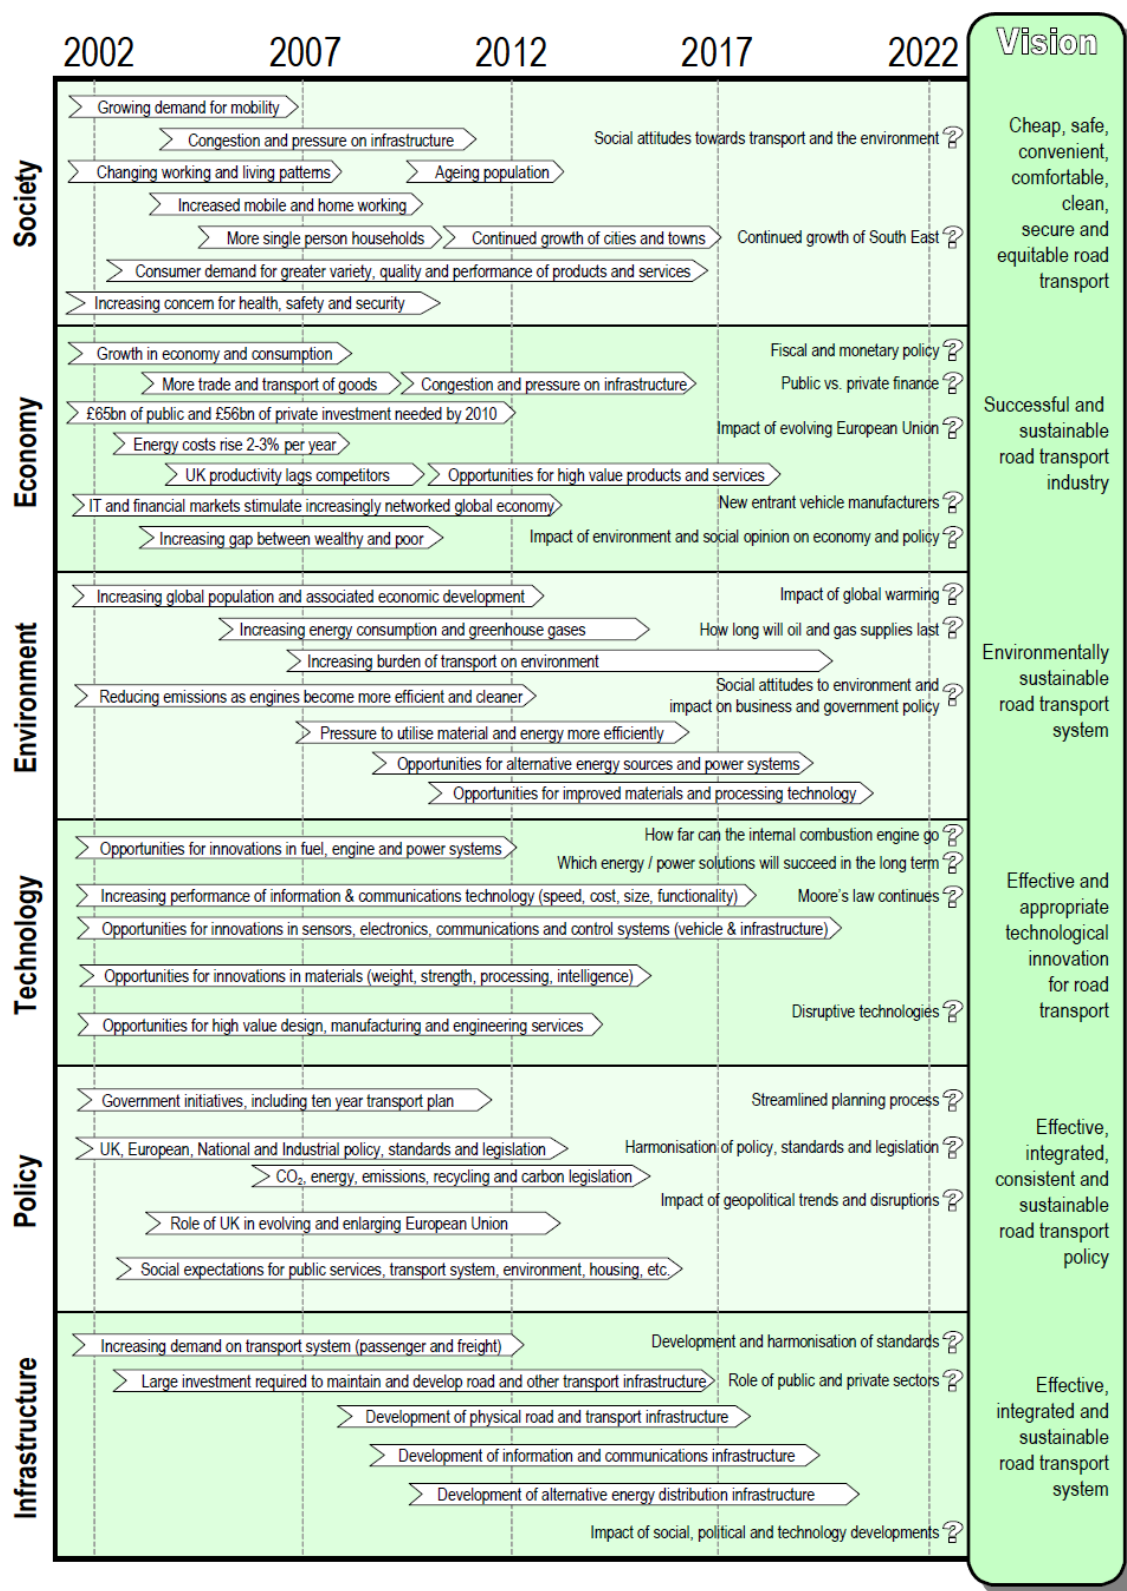 2002 2007 2012 2017 2022 Vision
Society
Growing demand for mobility
Congestion and pressure on infrastructure
Social attitudes towards transport and the environment ?
Changing working and living patterns
Ageing population
Increased mobile and home working
More single person households
Continued growth of cities and towns
Continued growth of South East ?
Consumer demand for greater variety, quality and performance of products and services
Increasing concern for health, safety and security
Cheap, safe,
convenient,
comfortable,
clean,
secure and
equitable road
transport
Economy
Growth in economy and consumption
Fiscal and monetary policy ?
More trade and transport of goods
Congestion and pressure on infrastructure
Public vs. private finance ?
£65bn of public and £56bn of private investment needed by 2010
Impact of evolving European Union ?
Energy costs rise 2-3% per year
UK productivity lags competitors
Opportunities for high value products and services
IT and financial markets stimulate increasingly networked global economy
New entrant vehicle manufacturers ?
Increasing gap between wealthy and poor
Impact of environment and social opinion on economy and policy ?
Successful and
sustainable
road transport
industry
Environment
Increasing global population and associated economic development
Impact of global warming ?
Increasing energy consumption and greenhouse gases
How long will oil and gas supplies last ?
Increasing burden of transport on environment
Reducing emissions as engines become more efficient and cleaner
Social attitudes to environment and
impact on business and government policy ?
Pressure to utilise material and energy more efficiently
Opportunities for alternative energy sources and power systems
Opportunities for improved materials and processing technology
Environmentally
sustainable
road transport
system
Technology
How far can the internal combustion engine go ?
Opportunities for innovations in fuel, engine and power systems
Which energy / power solutions will succeed in the long term ?
Increasing performance of information & communications technology (speed, cost, size, functionality)
Moore's law continues ?
Opportunities for innovations in sensors, electronics, communications and control systems (vehicle & infrastructure)
Opportunities for innovations in materials (weight, strength, processing, intelligence)
Disruptive technologies ?
Opportunities for high value design, manufacturing and engineering services
Effective and
appropriate
technological
innovation
for road
transport
Policy
Government initiatives, including ten year transport plan
Streamlined planning process ?
UK, European, National and Industrial policy, standards and legislation
Harmonisation of policy, standards and legislation ?
CO₂, energy, emissions, recycling and carbon legislation
Impact of geopolitical trends and disruptions ?
Role of UK in evolving and enlarging European Union
Social expectations for public services, transport system, environment, housing, etc.
Effective,
integrated,
consistent and
sustainable
road transport
policy
Infrastructure
Increasing demand on transport system (passenger and freight)
Development and harmonisation of standards ?
Large investment required to maintain and develop road and other transport infrastructure
Role of public and private sectors ?
Development of physical road and transport infrastructure
Development of information and communications infrastructure
Development of alternative energy distribution infrastructure
Impact of social, political and technology developments ?
Effective,
integrated and
sustainable
road transport
system